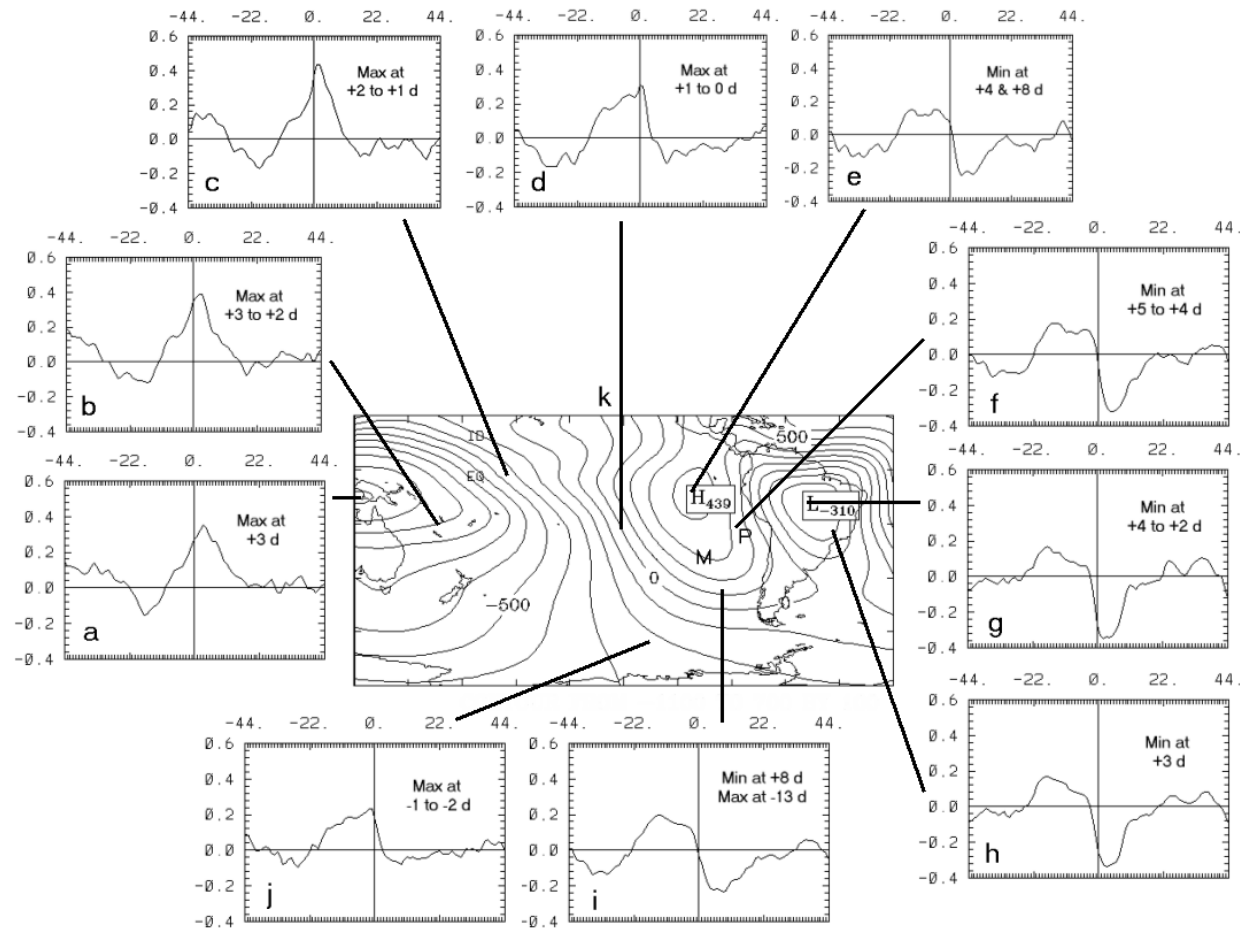 -44. -22. 0. 22. 44.
0.6
0.4
0.2
0.0
-0.2
-0.4
Max at
+2 to +1 d
c
-44. -22. 0. 22. 44.
0.6
0.4
0.2
0.0
-0.2
-0.4
Max at
+1 to 0 d
d
-44. -22. 0. 22. 44.
0.6
0.4
0.2
0.0
-0.2
-0.4
Min at
+4 & +8 d
e
-44. -22. 0. 22. 44.
0.6
0.4
0.2
0.0
-0.2
-0.4
Max at
+3 to +2 d
b
-44. -22. 0. 22. 44.
0.6
0.4
0.2
0.0
-0.2
-0.4
Min at
+5 to +4 d
f
-44. -22. 0. 22. 44.
0.6
0.4
0.2
0.0
-0.2
-0.4
Max at
+3 d
a
k
ID
EQ
500
H439
L-310
P
M
0
-500
0
-44. -22. 0. 22. 44.
0.6
0.4
0.2
0.0
-0.2
-0.4
Min at
+4 to +2 d
g
-44. -22. 0. 22. 44.
0.6
0.4
0.2
0.0
-0.2
-0.4
Min at
+3 d
h
-44. -22. 0. 22. 44.
0.6
0.4
0.2
0.0
-0.2
-0.4
Max at
-1 to -2 d
j
-44. -22. 0. 22. 44.
0.6
0.4
0.2
0.0
-0.2
-0.4
Min at +8 d
Max at -13 d
i